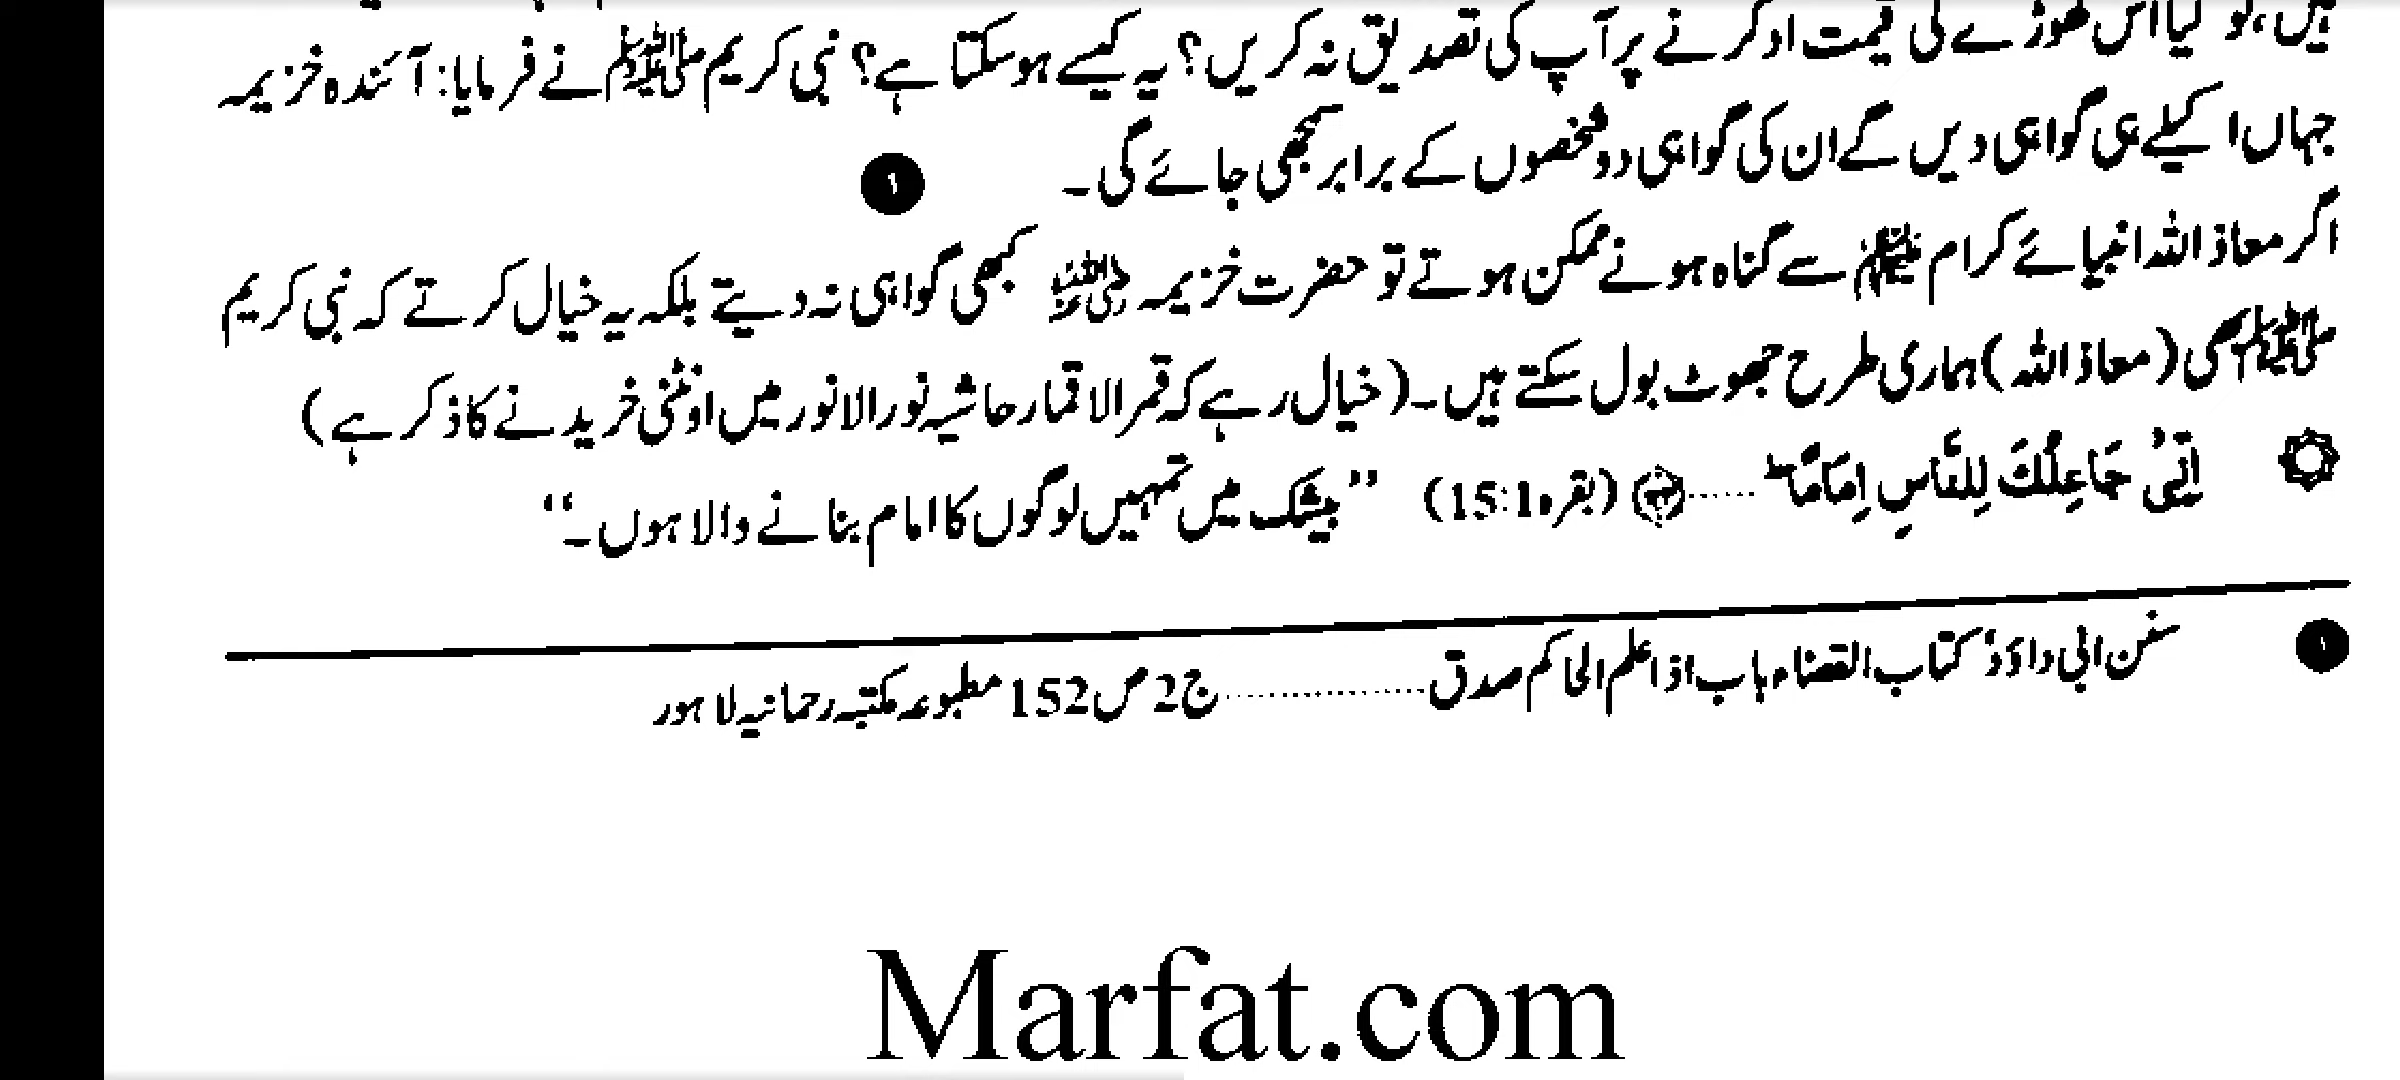 ہیں، تو کیا اس گھوڑے کی قیمت ادکرنے پر آپ کی تصدیق نہ کریں؟ یہ کیسے ہوسکتا ہے؟ نبی کریم ﷺ نے فرمایا: آئندہ خزیمہ
جہاں اکیلے ہی گواہی دیں گے ان کی گواہی دو شخصوں کے برابر سمجھی جائے گی۔ ۱
اگر معاذ اللہ انبیائے کرام علیہم السلام سے گناہ ہونے ممکن ہوتے تو حضرت خزیمہ رضی اللہ عنہ کبھی گواہی نہ دیتے بلکہ یہ خیال کرتے کہ نبی کریم
ﷺ بھی (معاذ اللہ) ہماری طرح جھوٹ بول سکتے ہیں۔ (خیال رہے کہ قمر الاقمار حاشیہ نور الانور میں اونٹنی خریدنے کا ذکر ہے)
اِنِّیْ جَاعِلُكَ لِلنَّاسِ اِمَامًا ؕ ...... (بقرہ 15:1) ’’بیشک میں تمہیں لوگوں کا امام بنانے والا ہوں۔‘‘
۱ سنن ابی داؤد، کتاب القضاء باب اذا علم الحاکم صدق .............. ج 2 ص 152 مطبوعہ مکتبہ رحمانیہ لاہور
Marfat.com